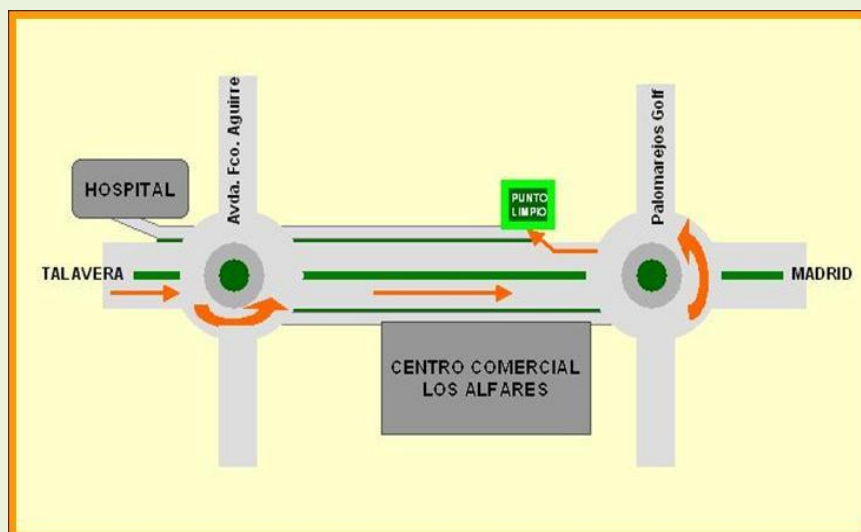 Avda. Fco. Aguirre
Palomarejos Golf
HOSPITAL
PUNTO
LIMPIO
TALAVERA
MADRID
CENTRO COMERCIAL
LOS ALFARES